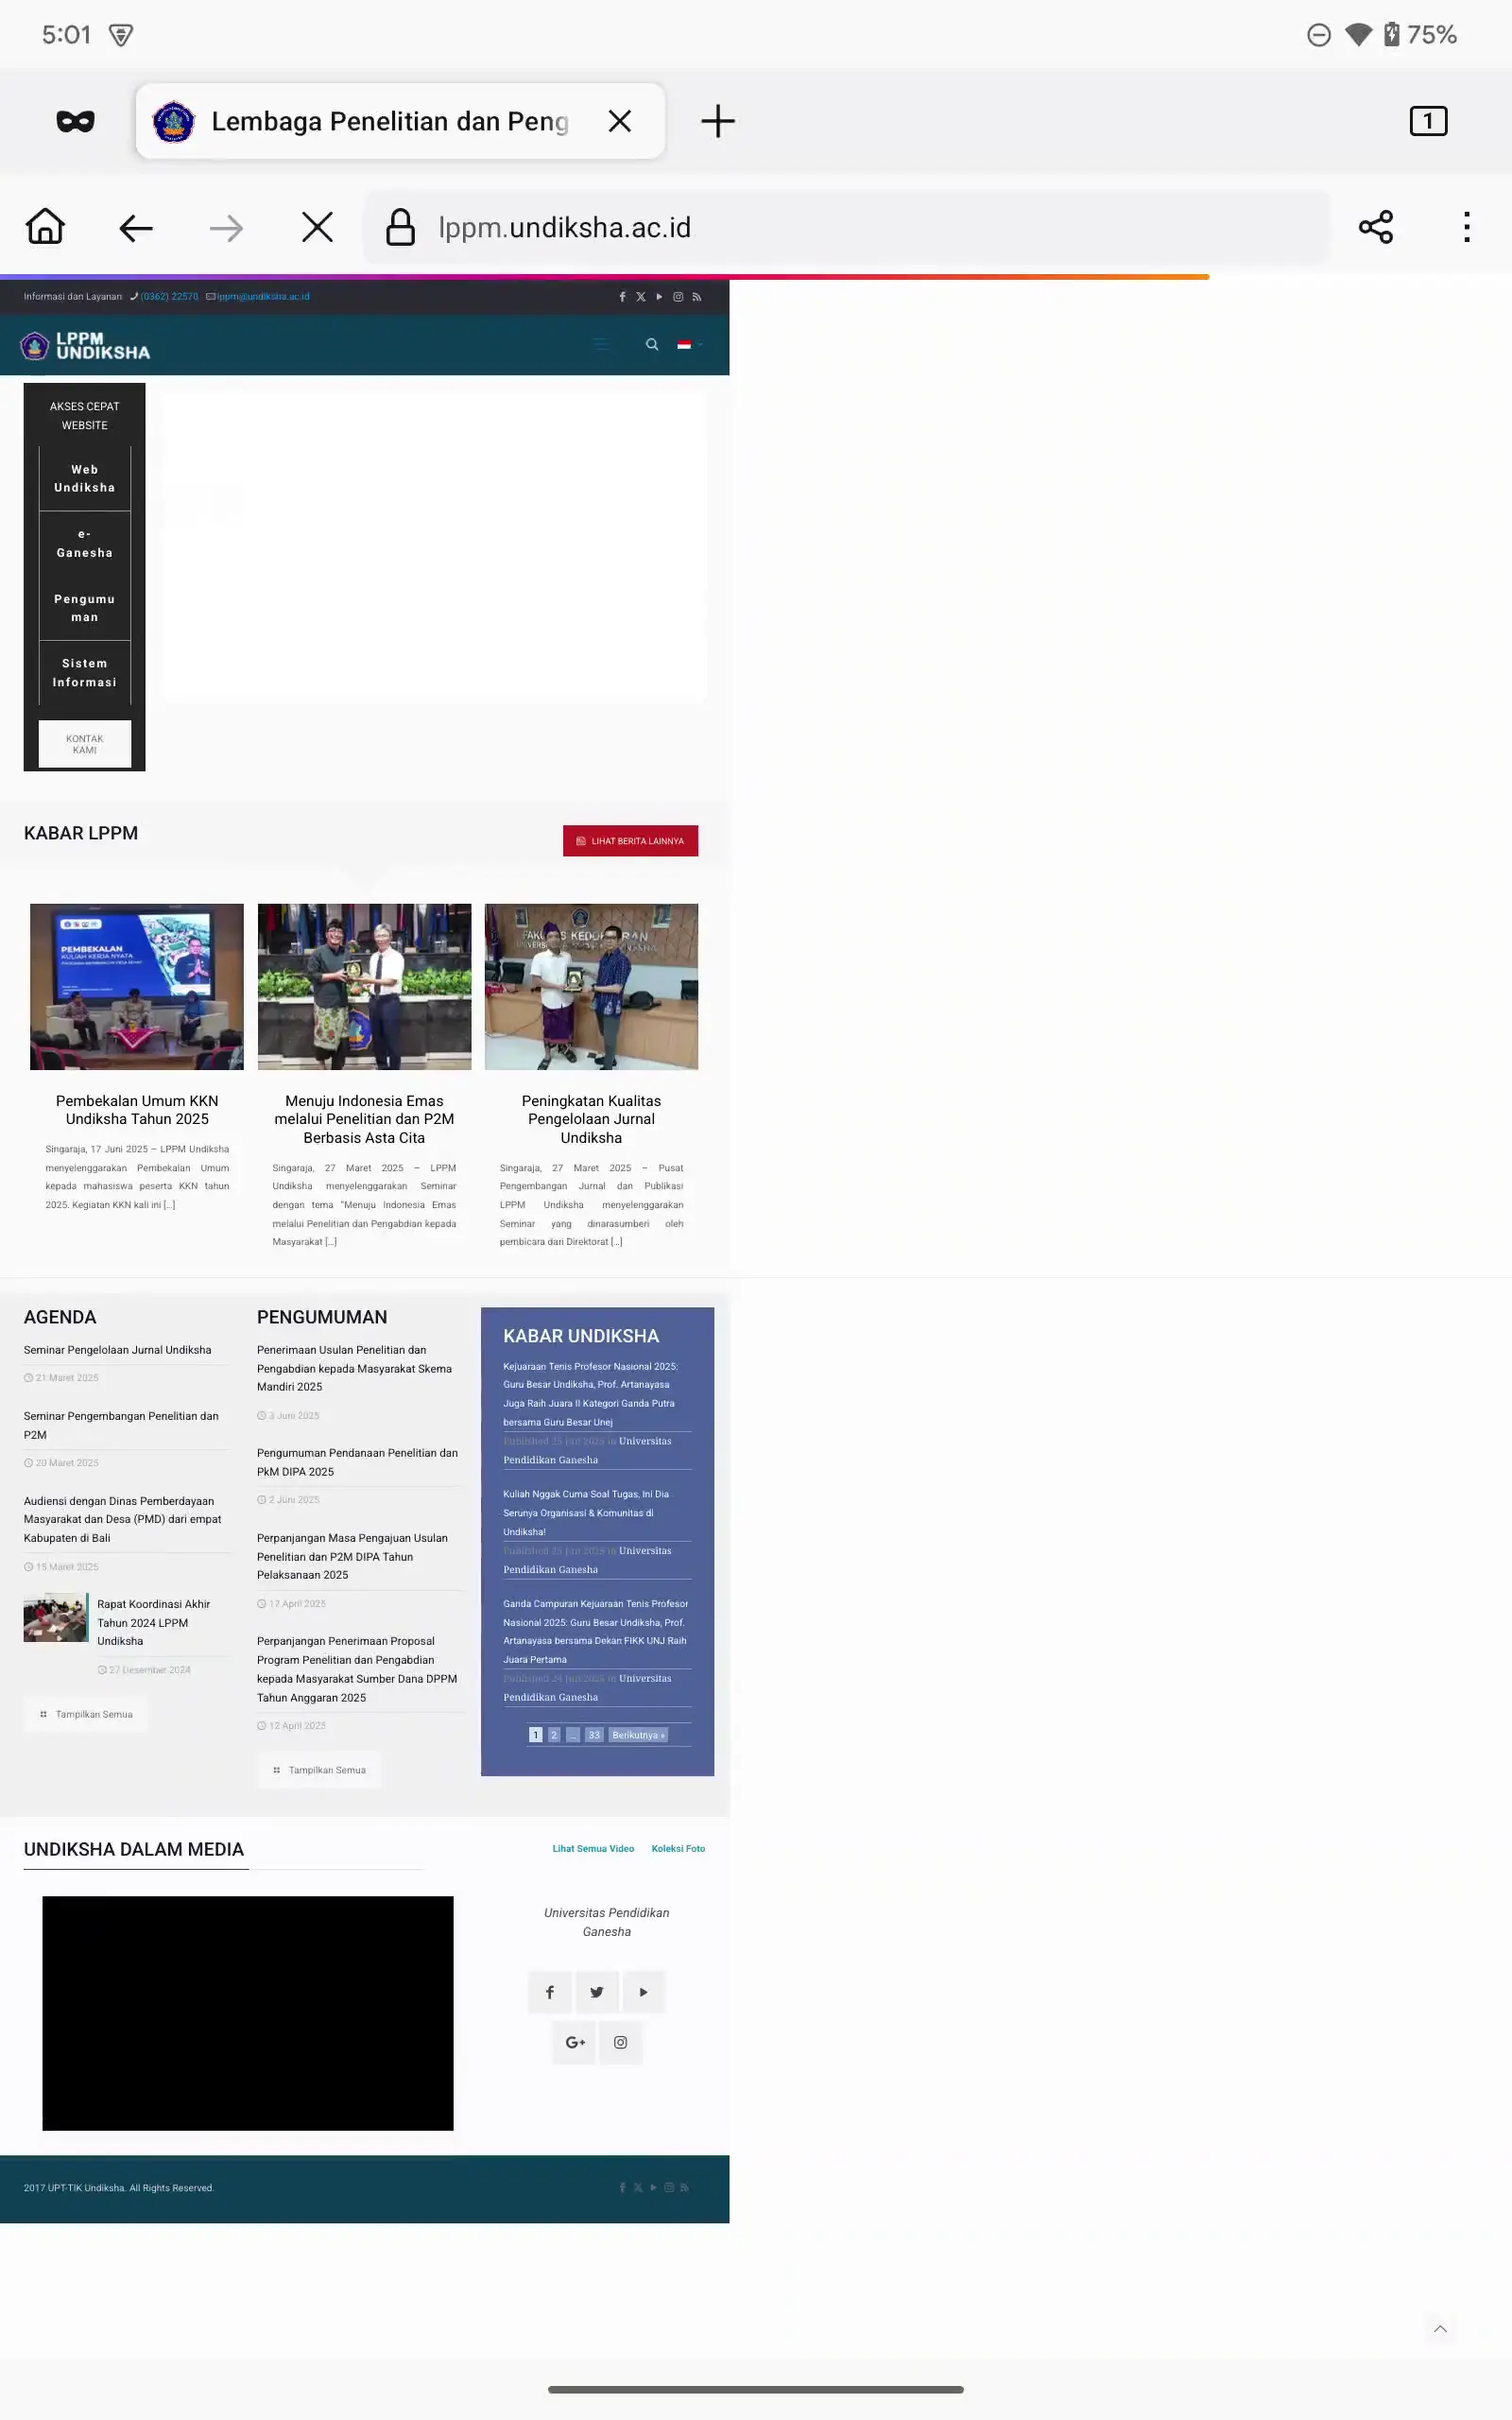 5:01
75%
Lembaga Penelitian dan Peng
1
lppm.undiksha.ac.id
Informasi dan Layanan (0362) 22570 lppm@undiksha.ac.id
LPPM
UNDIKSHA
AKSES CEPAT
WEBSITE
Web
Undiksha
e-
Ganesha
Pengumu
man
Sistem
Informasi
KONTAK
KAMI
KABAR LPPM
LIHAT BERITA LAINNYA
PEMBEKALAN
KULIAH KERJA NYATA
Pembekalan Umum KKN
Undiksha Tahun 2025
Singaraja, 17 Juni 2025 – LPPM Undiksha
menyelenggarakan Pembekalan Umum
kepada mahasiswa peserta KKN tahun
2025. Kegiatan KKN kali ini [...]
Menuju Indonesia Emas
melalui Penelitian dan P2M
Berbasis Asta Cita
Singaraja, 27 Maret 2025 – LPPM
Undiksha menyelenggarakan Seminar
dengan tema “Menuju Indonesia Emas
melalui Penelitian dan Pengabdian kepada
Masyarakat [...]
Peningkatan Kualitas
Pengelolaan Jurnal
Undiksha
Singaraja, 27 Maret 2025 – Pusat
Pengembangan Jurnal dan Publikasi
LPPM Undiksha menyelenggarakan
Seminar yang dinarasumberi oleh
pembicara dari Direktorat [...]
AGENDA
Seminar Pengelolaan Jurnal Undiksha
21 Maret 2025
Seminar Pengembangan Penelitian dan
P2M
20 Maret 2025
Audiensi dengan Dinas Pemberdayaan
Masyarakat dan Desa (PMD) dari empat
Kabupaten di Bali
15 Maret 2025
Rapat Koordinasi Akhir
Tahun 2024 LPPM
Undiksha
27 Desember 2024
Tampilkan Semua
PENGUMUMAN
Penerimaan Usulan Penelitian dan
Pengabdian kepada Masyarakat Skema
Mandiri 2025
3 Juni 2025
Pengumuman Pendanaan Penelitian dan
PkM DIPA 2025
2 Juni 2025
Perpanjangan Masa Pengajuan Usulan
Penelitian dan P2M DIPA Tahun
Pelaksanaan 2025
17 April 2025
Perpanjangan Penerimaan Proposal
Program Penelitian dan Pengabdian
kepada Masyarakat Sumber Dana DPPM
Tahun Anggaran 2025
12 April 2025
Tampilkan Semua
KABAR UNDIKSHA
Kejuaraan Tenis Profesor Nasional 2025:
Guru Besar Undiksha, Prof. Artanayasa
Juga Raih Juara II Kategori Ganda Putra
bersama Guru Besar Unej
Published 25 Jun 2025 in Universitas
Pendidikan Ganesha
Kuliah Nggak Cuma Soal Tugas, Ini Dia
Serunya Organisasi & Komunitas di
Undiksha!
Published 25 Jun 2025 in Universitas
Pendidikan Ganesha
Ganda Campuran Kejuaraan Tenis Profesor
Nasional 2025: Guru Besar Undiksha, Prof.
Artanayasa bersama Dekan FIKK UNJ Raih
Juara Pertama
Published 24 Jun 2025 in Universitas
Pendidikan Ganesha
1 2 ... 33 Berikutnya »
UNDIKSHA DALAM MEDIA
Lihat Semua Video Koleksi Foto
Universitas Pendidikan
Ganesha
2017 UPT-TIK Undiksha. All Rights Reserved.